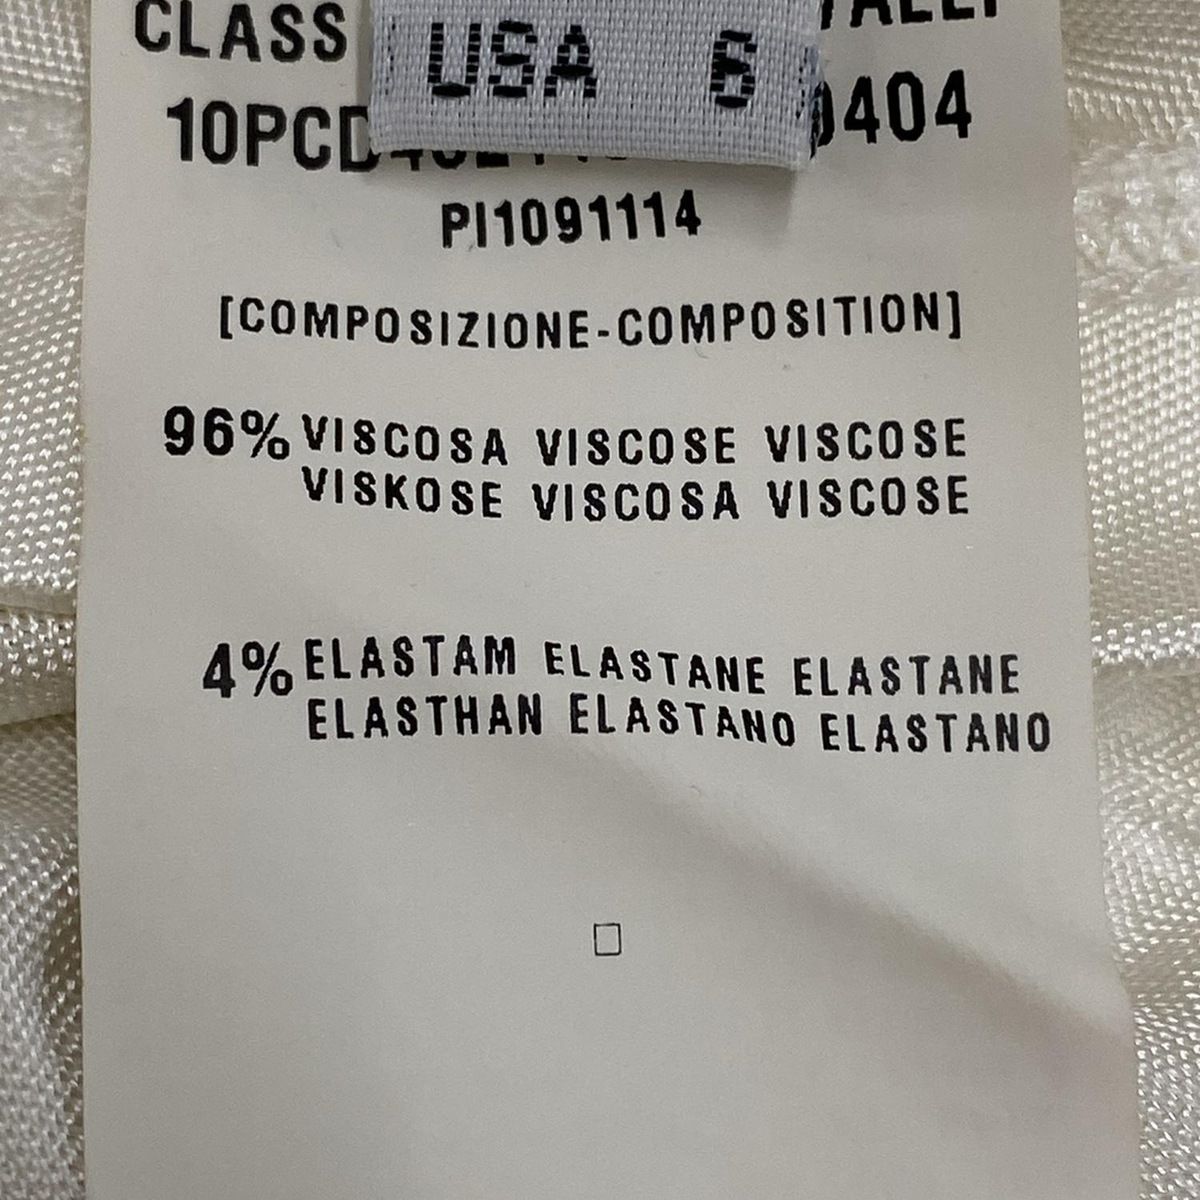 CLASS
USA 6
0404
PI1091114
[COMPOSIZIONE-COMPOSITION]
96% VISCOSA VISCOSE VISCOSE
VISKOSE VISCOSA VISCOSE
4% ELASTAM ELASTANE ELASTANE
ELASTHAN ELASTANO ELASTANO